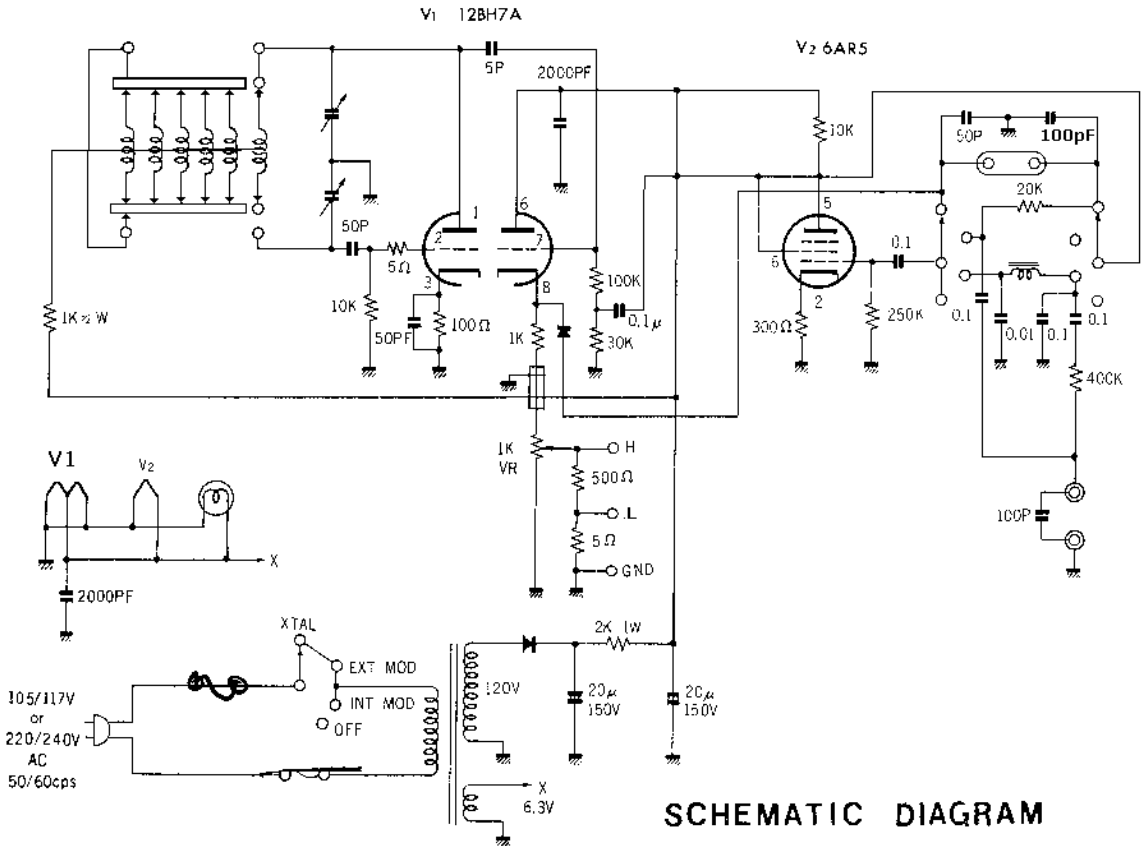 V1 12BH7A
V2 6AR5
5P
2000PF
10K
50P
100pF
20K
1
6
2
7
50P
5Ω
3
8
10K
50PF
100Ω
1K
100K
0.1μ
30K
1K ½ W
5
6
2
0.1
300Ω
250K
0.1
0.01
0.1
0.1
400K
1K
VR
H
500Ω
L
5Ω
GND
100P
V1
V2
X
2000PF
XTAL
EXT MOD
INT MOD
OFF
105/117V
or
220/240V
AC
50/60cps
120V
2K 1W
20μ
150V
20μ
150V
X
6.3V
SCHEMATIC DIAGRAM